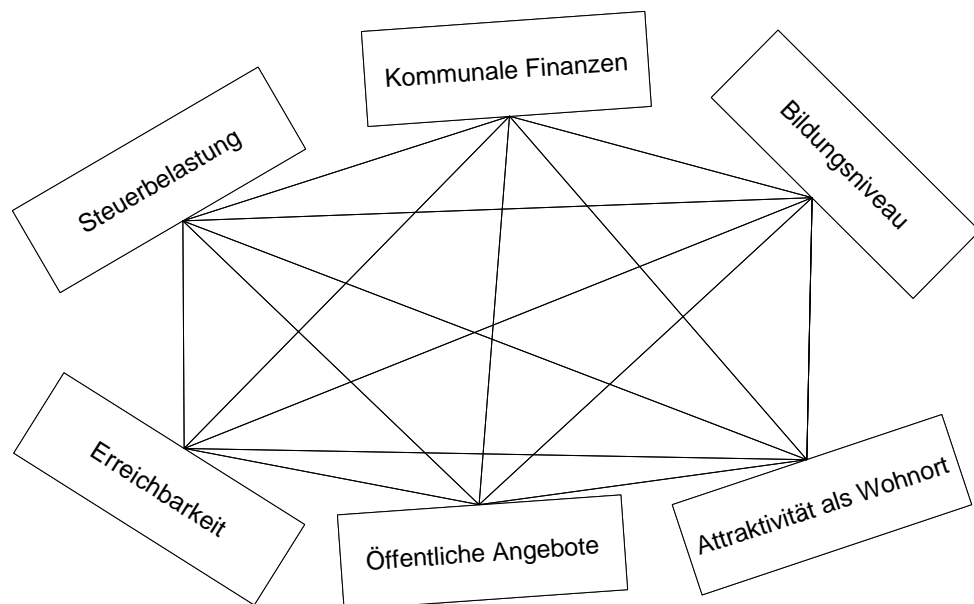 Kommunale Finanzen
Steuerbelastung
Bildungsniveau
Erreichbarkeit
Öffentliche Angebote
Attraktivität als Wohnort